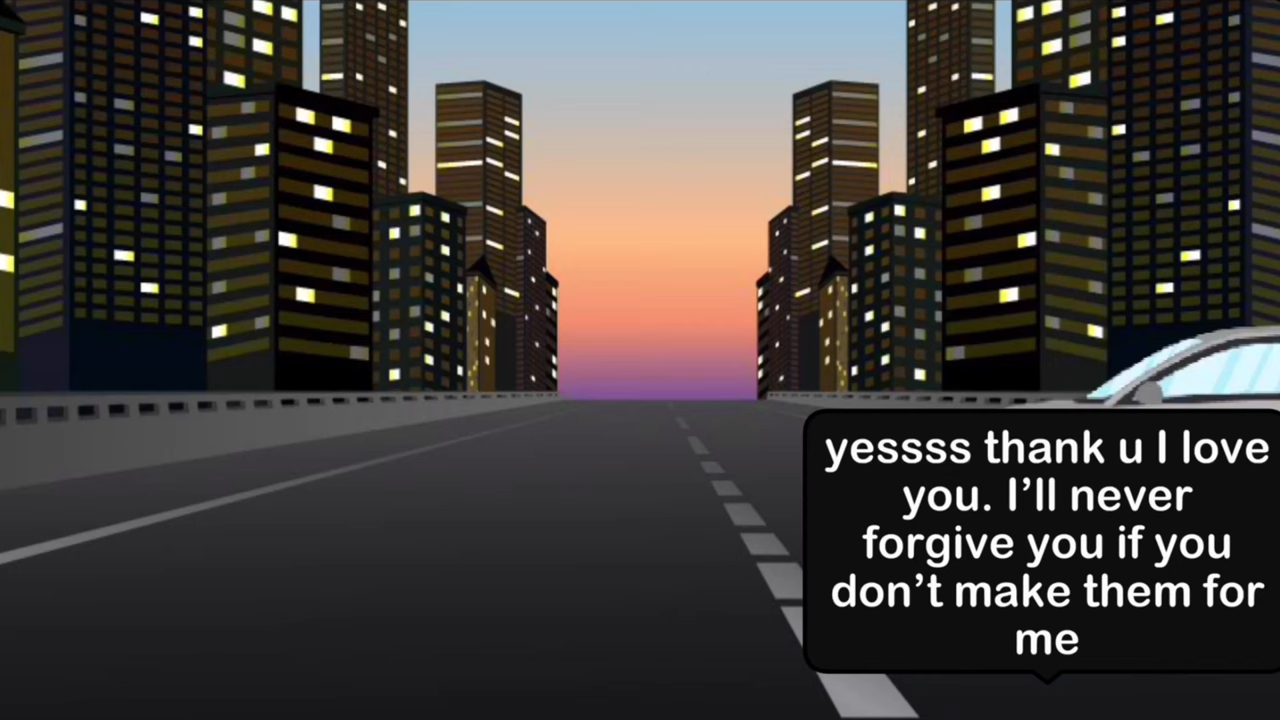 yessss thank u I love
you. I’ll never
forgive you if you
don’t make them for
me